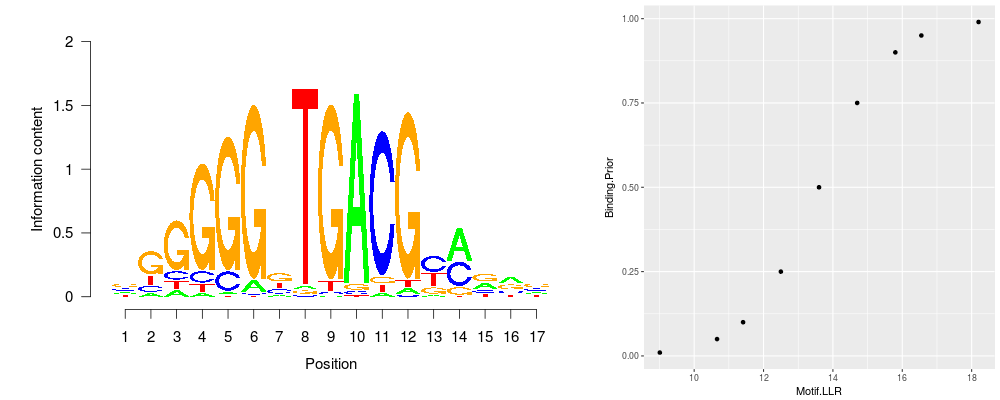 Information content
2
1.5
1
0.5
0
1 2 3 4 5 6 7 8 9 10 11 12 13 14 15 16 17
Position
G G G G G T G A C G C A
Binding.Prior
1.00
0.75
0.50
0.25
0.00
10 12 14 16 18
Motif.LLR